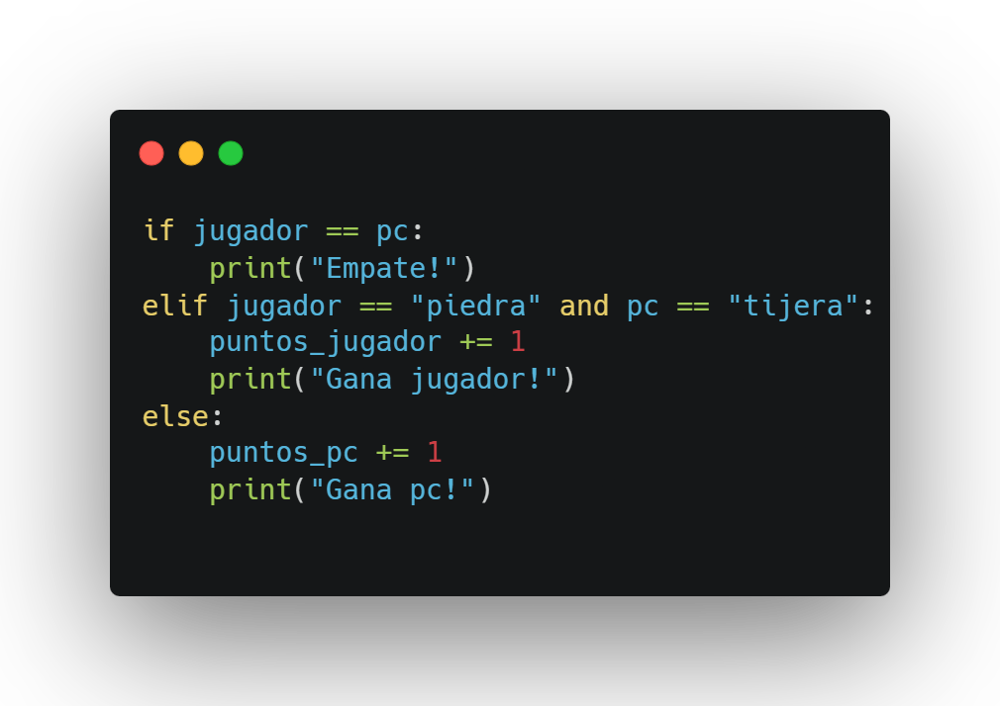 if jugador == pc:
    print("Empate!")
elif jugador == "piedra" and pc == "tijera":
    puntos_jugador += 1
    print("Gana jugador!")
else:
    puntos_pc += 1
    print("Gana pc!")